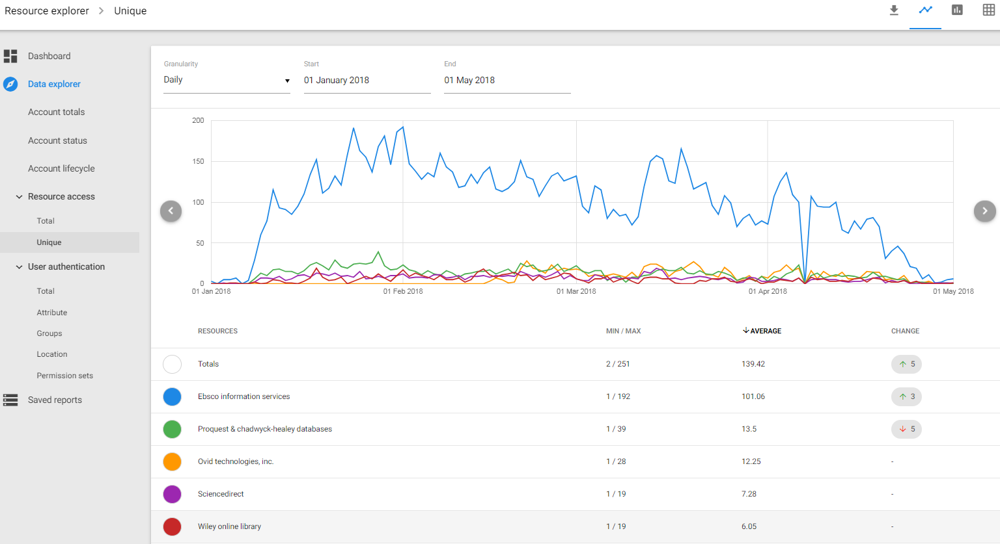 Resource explorer > Unique
Dashboard
Data explorer
Account totals
Account status
Account lifecycle
Resource access
Total
Unique
User authentication
Total
Attribute
Groups
Location
Permission sets
Saved reports
Granularity Start End
Daily 01 January 2018 01 May 2018
200
150
100
50
0
01 Jan 2018 01 Feb 2018 01 Mar 2018 01 Apr 2018 01 May 2018
RESOURCES MIN / MAX ↓ AVERAGE CHANGE
Totals 2 / 251 139.42 ↑ 5
Ebsco information services 1 / 192 101.06 ↑ 3
Proquest & chadwyck-healey databases 1 / 39 13.5 ↓ 5
Ovid technologies, inc. 1 / 28 12.25 -
Sciencedirect 1 / 19 7.28 -
Wiley online library 1 / 19 6.05 -